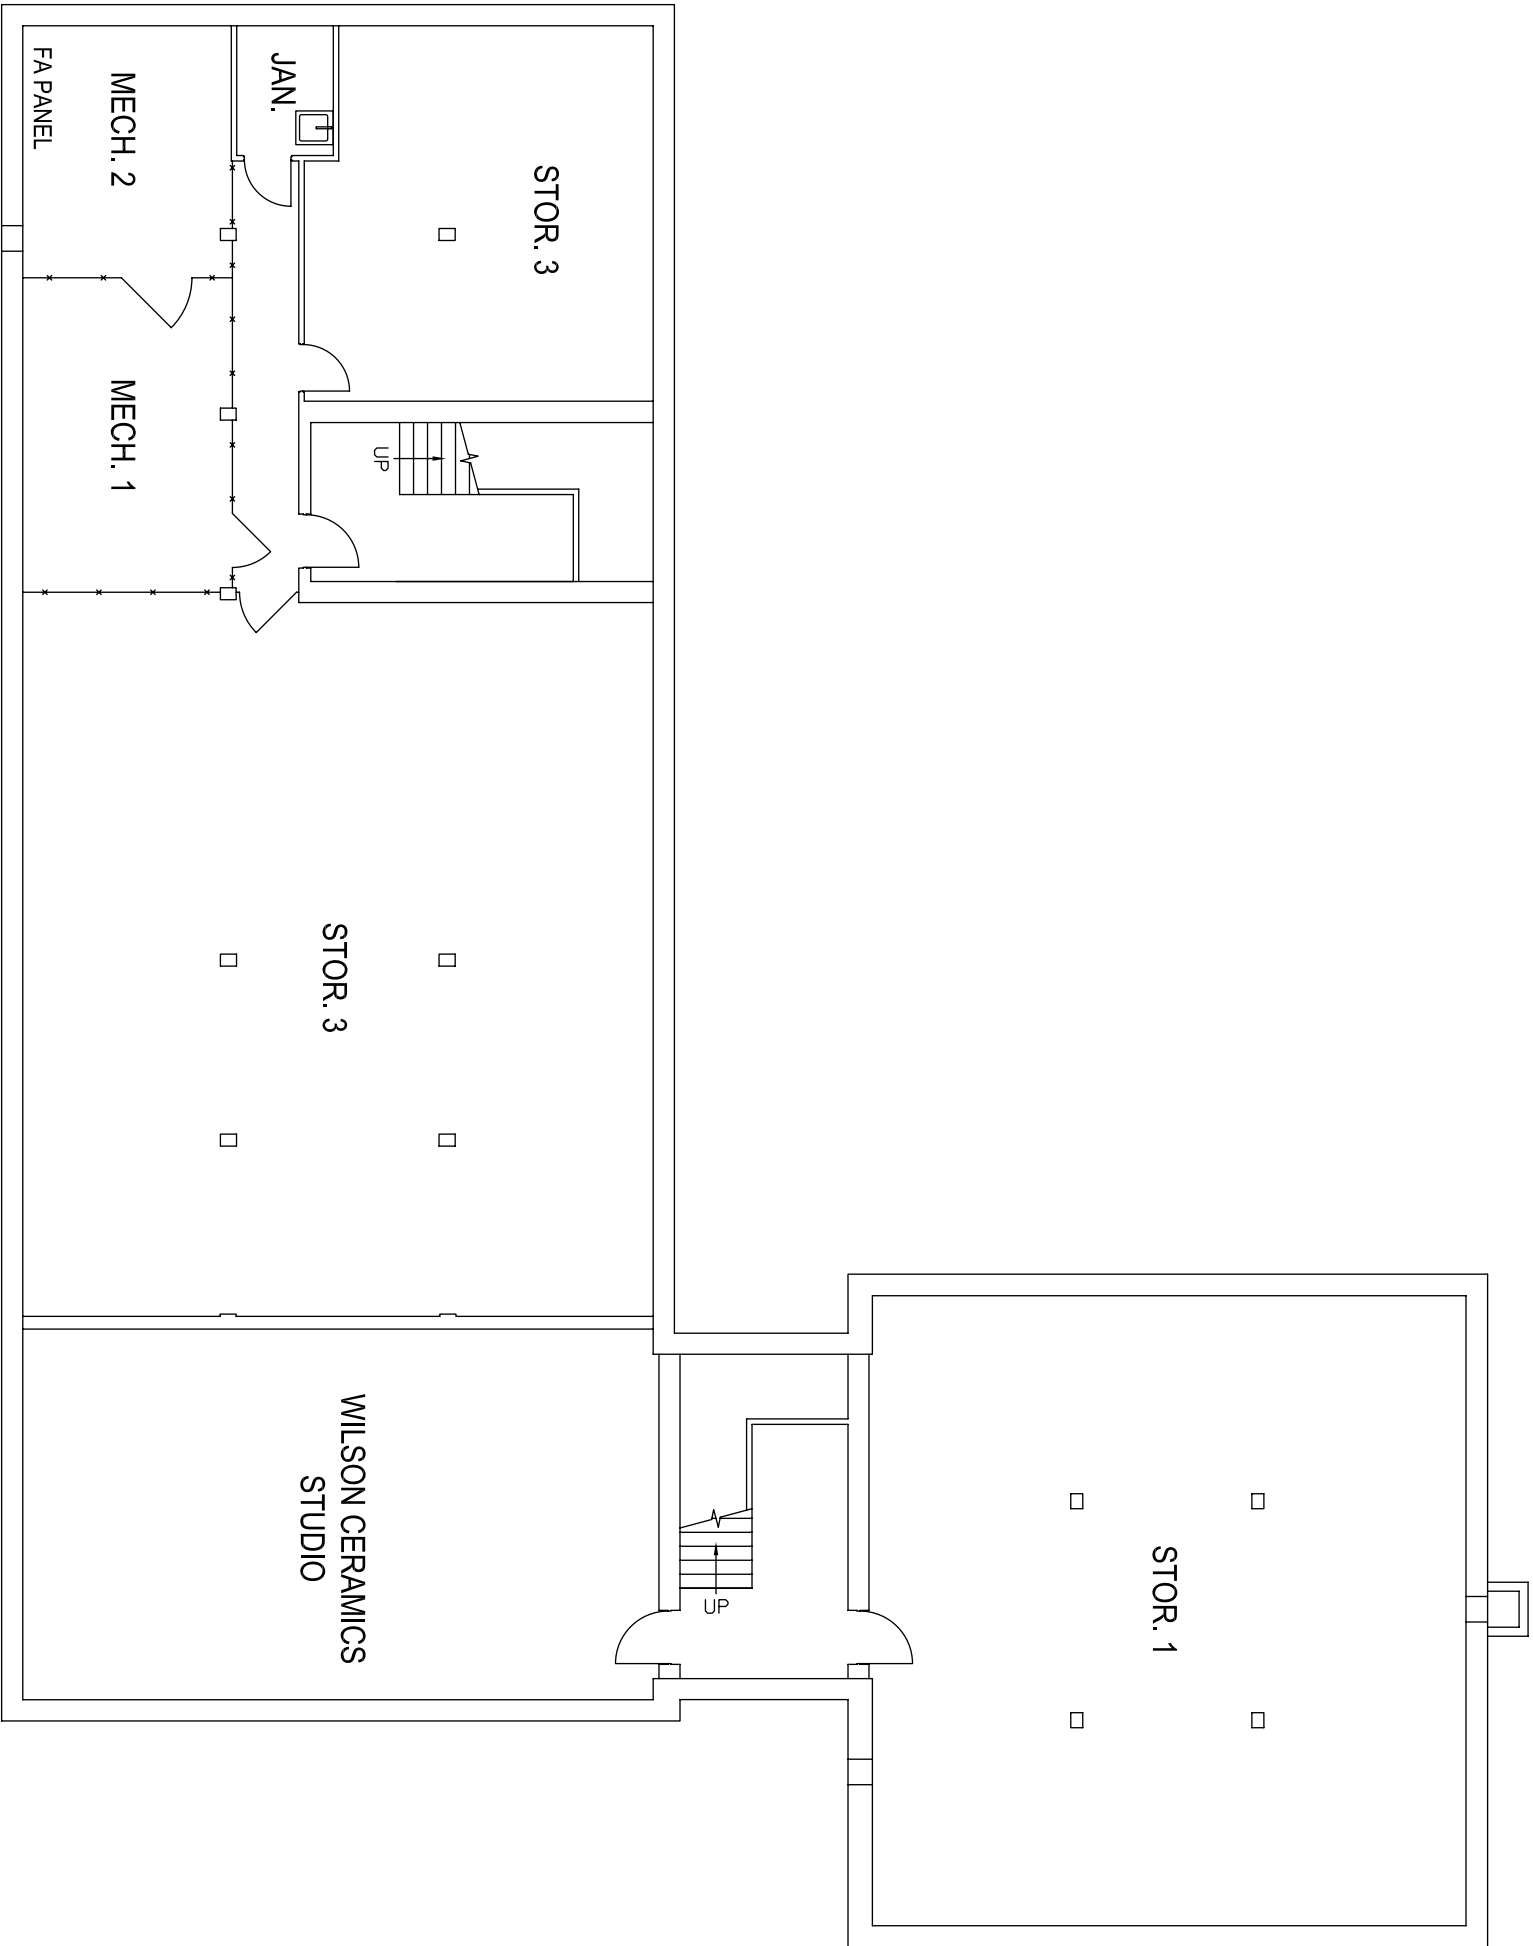 FA PANEL
MECH. 2
JAN.
STOR. 3
MECH. 1
UP
STOR. 3
WILSON CERAMICS
STUDIO
UP
STOR. 1